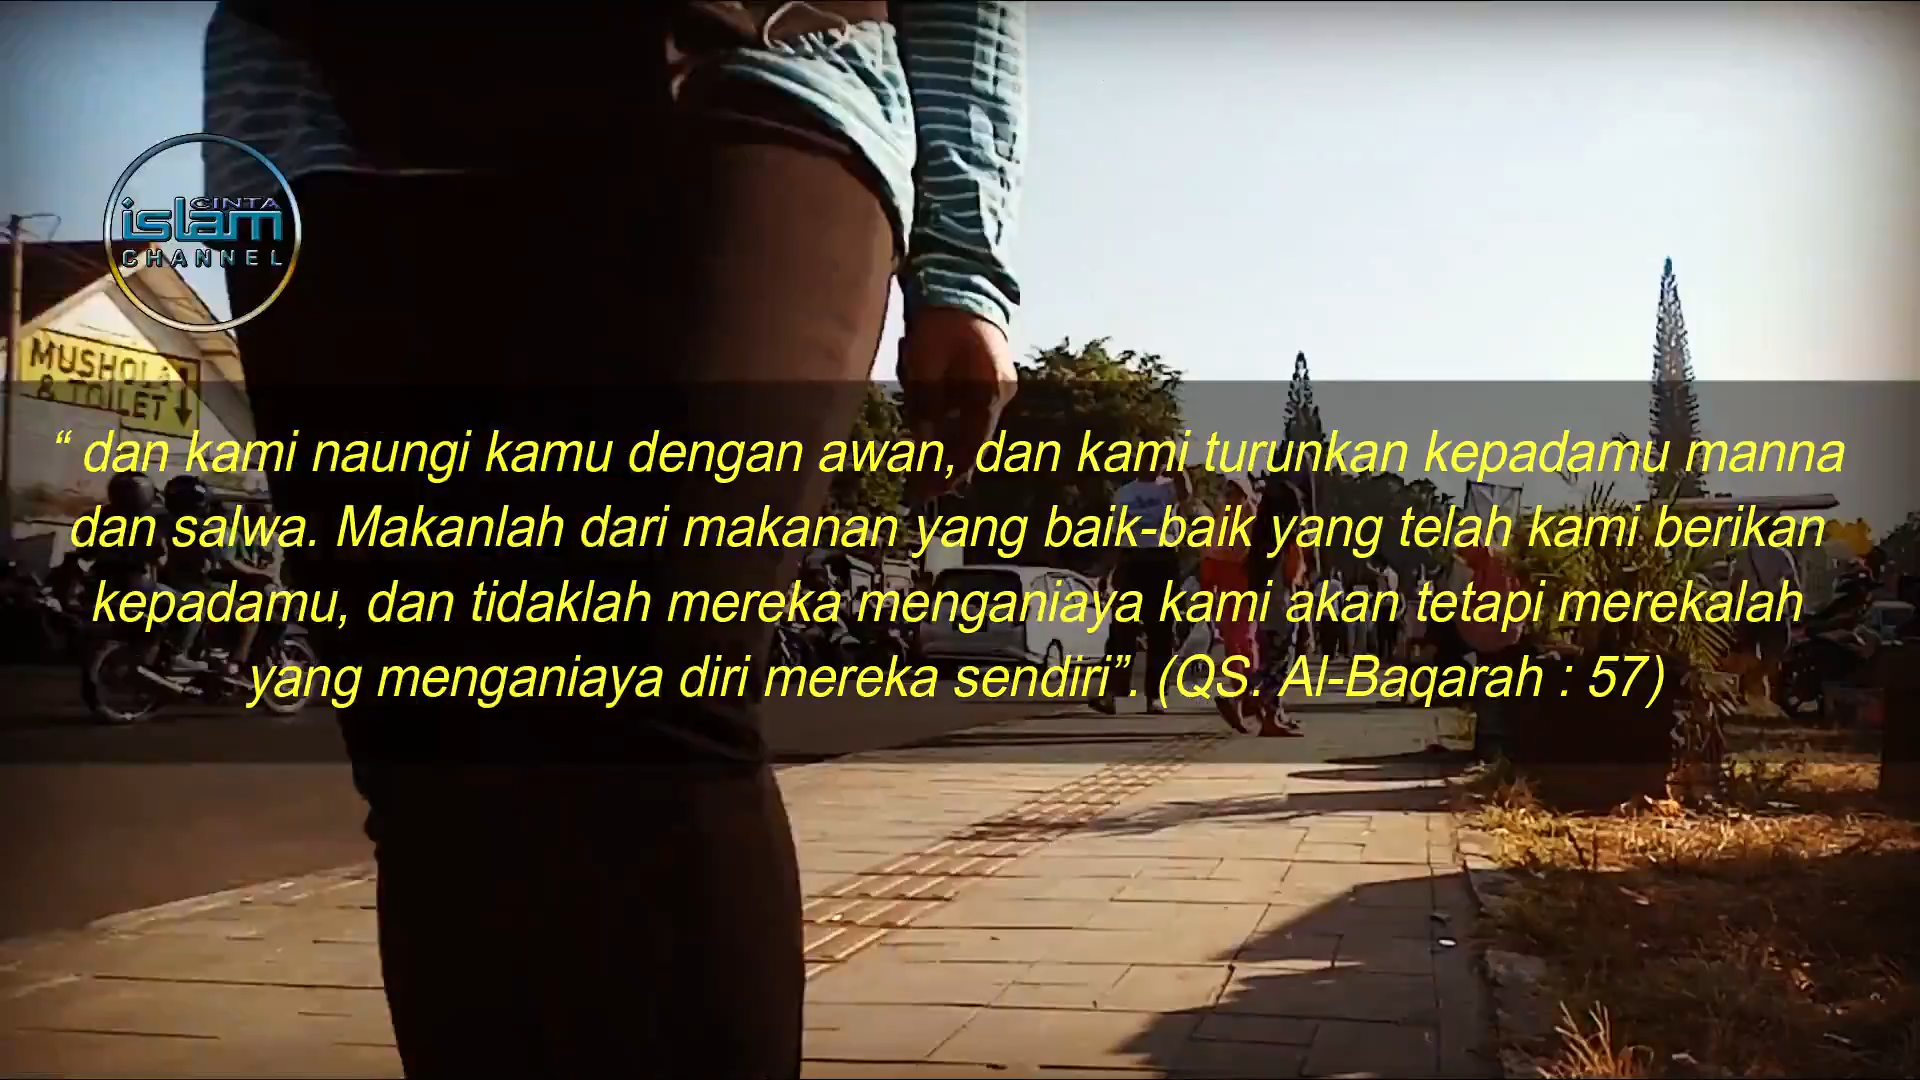 CINTA
islam
CHANNEL
MUSHOLA
& TOILET
“ dan kami naungi kamu dengan awan, dan kami turunkan kepadamu manna
dan salwa. Makanlah dari makanan yang baik-baik yang telah kami berikan
kepadamu, dan tidaklah mereka menganiaya kami akan tetapi merekalah
yang menganiaya diri mereka sendiri”. (QS. Al-Baqarah : 57)